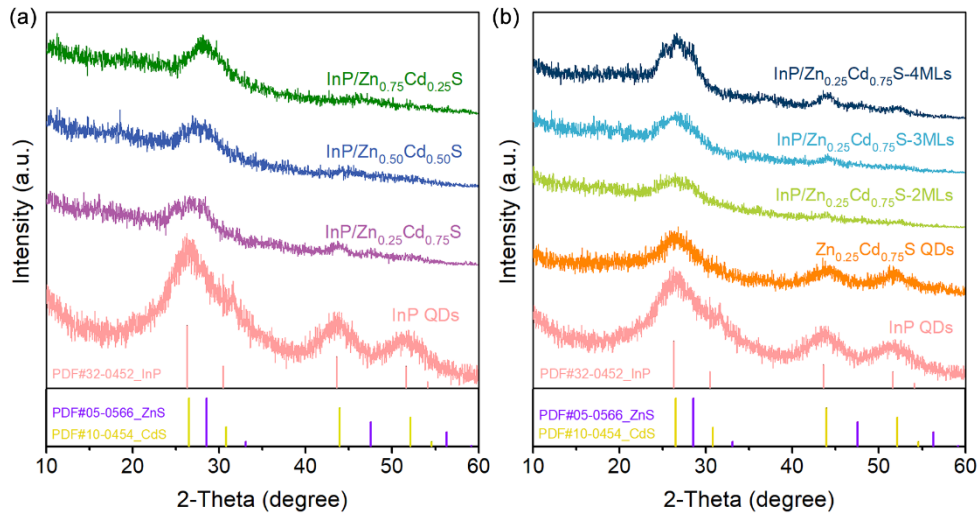 (a)
InP/Zn0.75Cd0.25S
InP/Zn0.50Cd0.50S
InP/Zn0.25Cd0.75S
InP QDs
PDF#32-0452_InP
PDF#05-0566_ZnS
PDF#10-0454_CdS
10 20 30 40 50 60
2-Theta (degree)
Intensity (a.u.)
(b)
InP/Zn0.25Cd0.75S-4MLs
InP/Zn0.25Cd0.75S-3MLs
InP/Zn0.25Cd0.75S-2MLs
Zn0.25Cd0.75S QDs
InP QDs
PDF#32-0452_InP
PDF#05-0566_ZnS
PDF#10-0454_CdS
10 20 30 40 50 60
2-Theta (degree)
Intensity (a.u.)